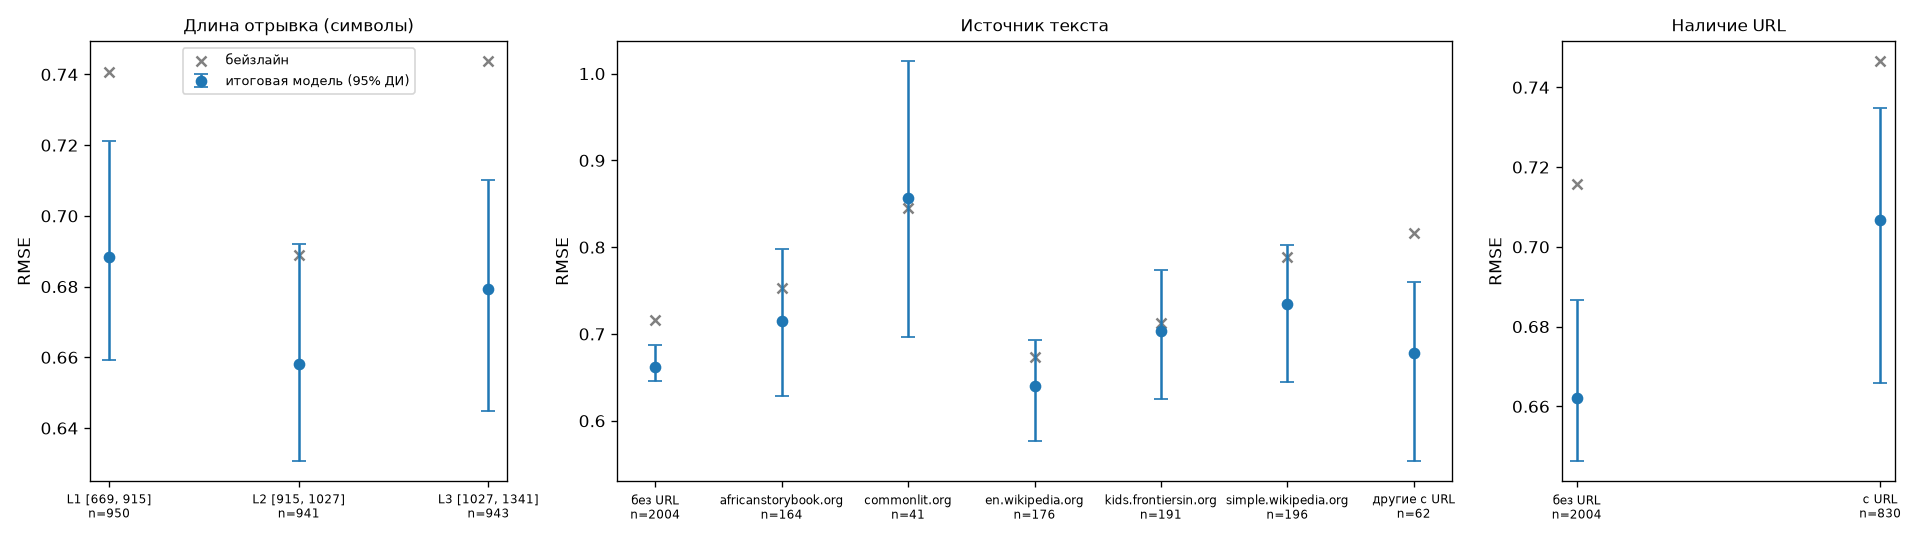 Длина отрывка (символы)
бейзлайн
итоговая модель (95% ДИ)
RMSE
0.74
0.72
0.70
0.68
0.66
0.64
L1 [669, 915]
n=950
L2 [915, 1027]
n=941
L3 [1027, 1341]
n=943
Источник текста
RMSE
1.0
0.9
0.8
0.7
0.6
без URL
n=2004
africanstorybook.org
n=164
commonlit.org
n=41
en.wikipedia.org
n=176
kids.frontiersin.org
n=191
simple.wikipedia.org
n=196
другие с URL
n=62
Наличие URL
RMSE
0.74
0.72
0.70
0.68
0.66
без URL
n=2004
с URL
n=830